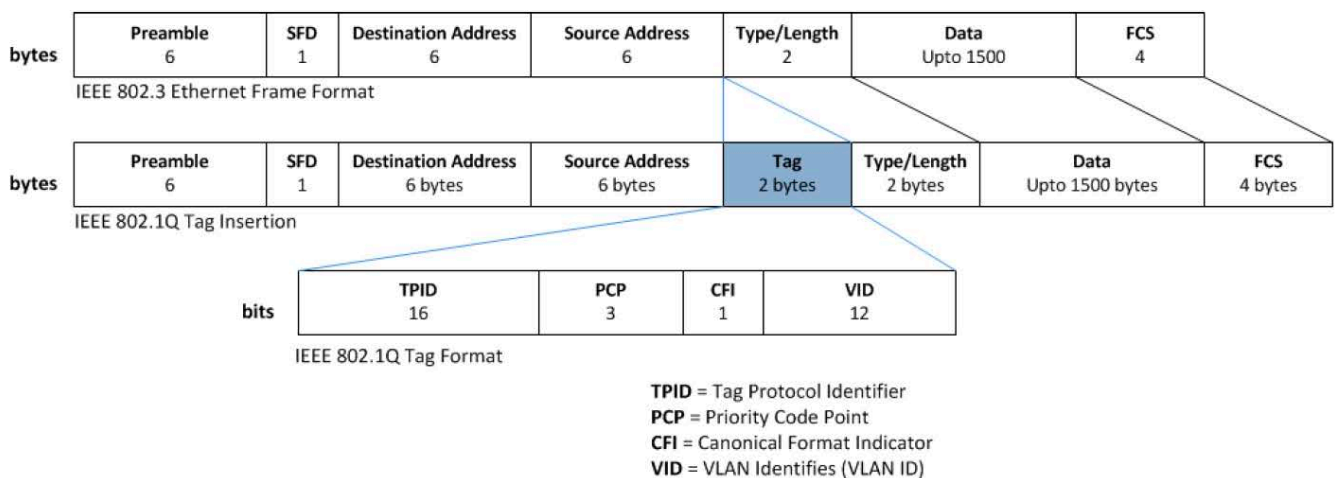 Preamble SFD Destination Address Source Address Type/Length Data FCS
bytes 6 1 6 6 2 Upto 1500 4
IEEE 802.3 Ethernet Frame Format
Preamble SFD Destination Address Source Address Tag Type/Length Data FCS
bytes 6 1 6 bytes 6 bytes 2 bytes 2 bytes Upto 1500 bytes 4 bytes
IEEE 802.1Q Tag Insertion
TPID PCP CFI VID
bits 16 3 1 12
IEEE 802.1Q Tag Format
TPID = Tag Protocol Identifier
PCP = Priority Code Point
CFI = Canonical Format Indicator
VID = VLAN Identifies (VLAN ID)